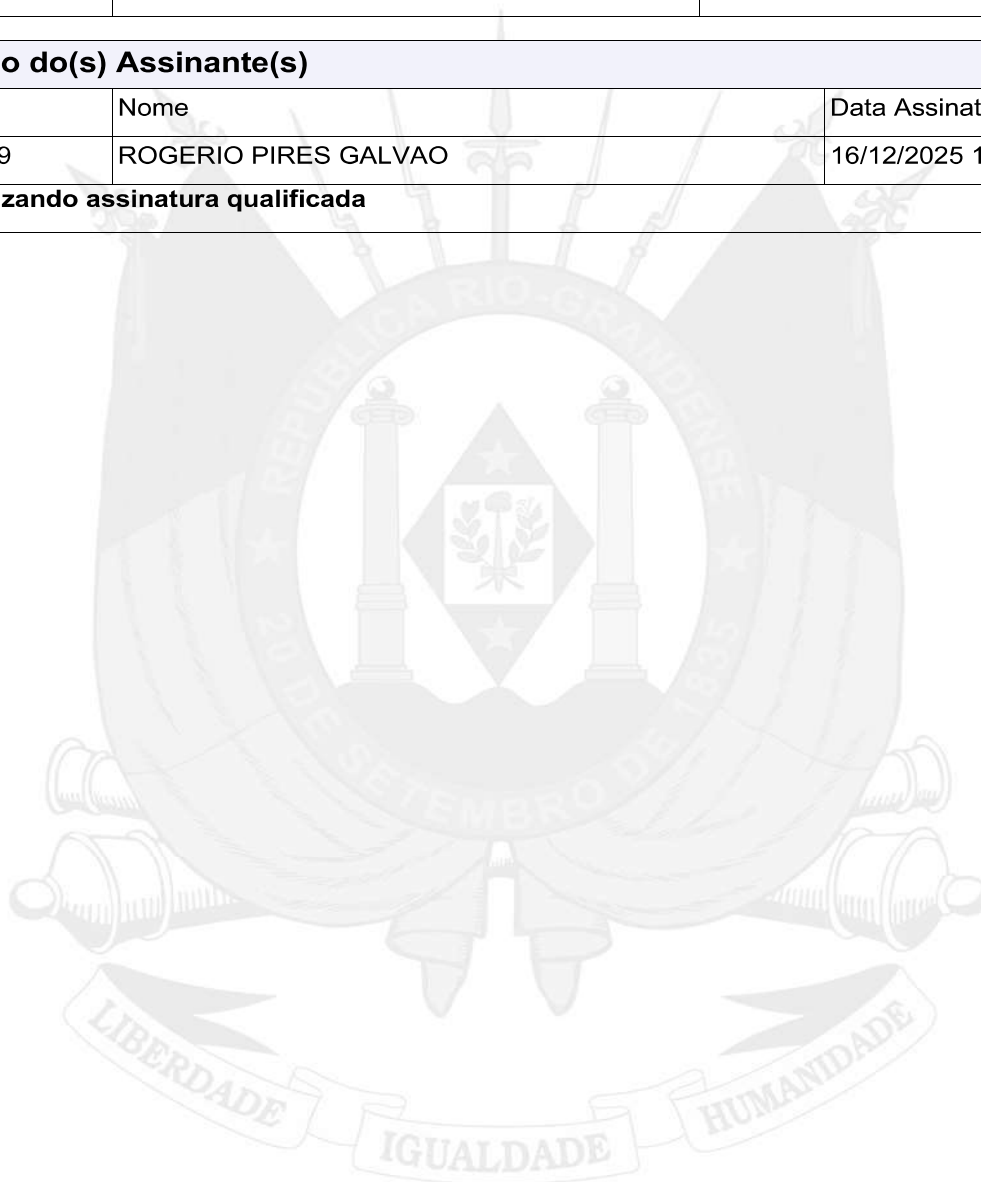 o do(s) Assinante(s)
Nome
Data Assinat
9
ROGERIO PIRES GALVAO
16/12/2025 1
zando assinatura qualificada
REPÚBLICA RIO-GRANDENSE
20 DE SETEMBRO DE 1835
LIBERDADE
IGUALDADE
HUMANIDADE